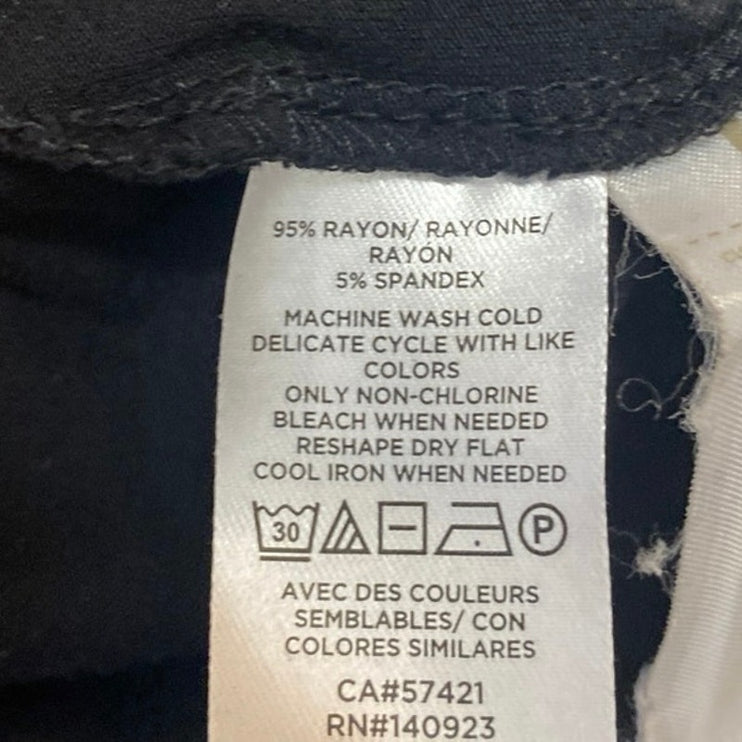 95% RAYON/ RAYONNE/
RAYÓN
5% SPANDEX
MACHINE WASH COLD
DELICATE CYCLE WITH LIKE
COLORS
ONLY NON-CHLORINE
BLEACH WHEN NEEDED
RESHAPE DRY FLAT
COOL IRON WHEN NEEDED
30 P
AVEC DES COULEURS
SEMBLABLES/ CON
COLORES SIMILARES
CA#57421
RN#140923